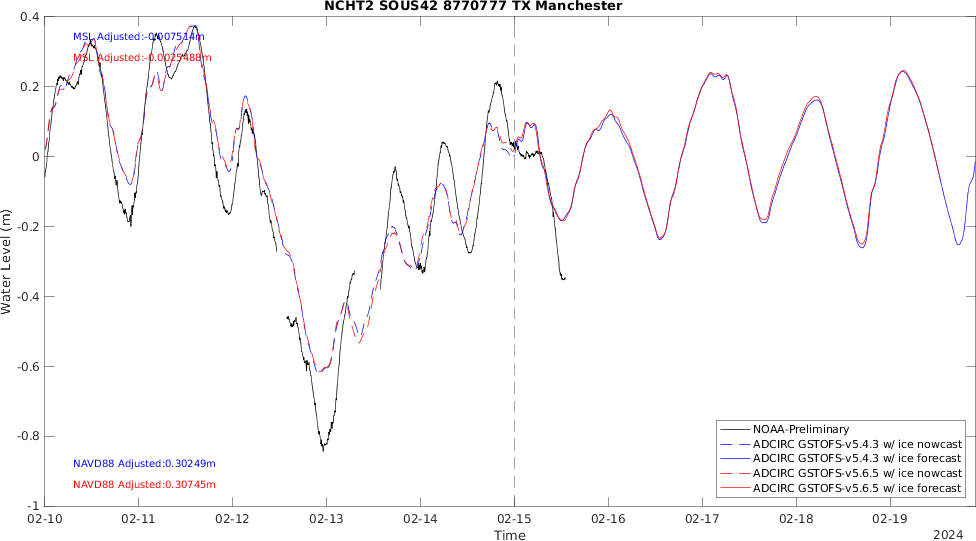 NCHT2 SOUS42 8770777 TX Manchester
MSL Adjusted:-0.007514m
MSL Adjusted:-0.0025488m
0.4
0.2
0
-0.2
-0.4
-0.6
-0.8
-1
Water Level (m)
NAVD88 Adjusted:0.30249m
NAVD88 Adjusted:0.30745m
NOAA-Preliminary
ADCIRC GSTOFS-v5.4.3 w/ ice nowcast
ADCIRC GSTOFS-v5.4.3 w/ ice forecast
ADCIRC GSTOFS-v5.6.5 w/ ice nowcast
ADCIRC GSTOFS-v5.6.5 w/ ice forecast
02-10 02-11 02-12 02-13 02-14 02-15 02-16 02-17 02-18 02-19
Time
2024